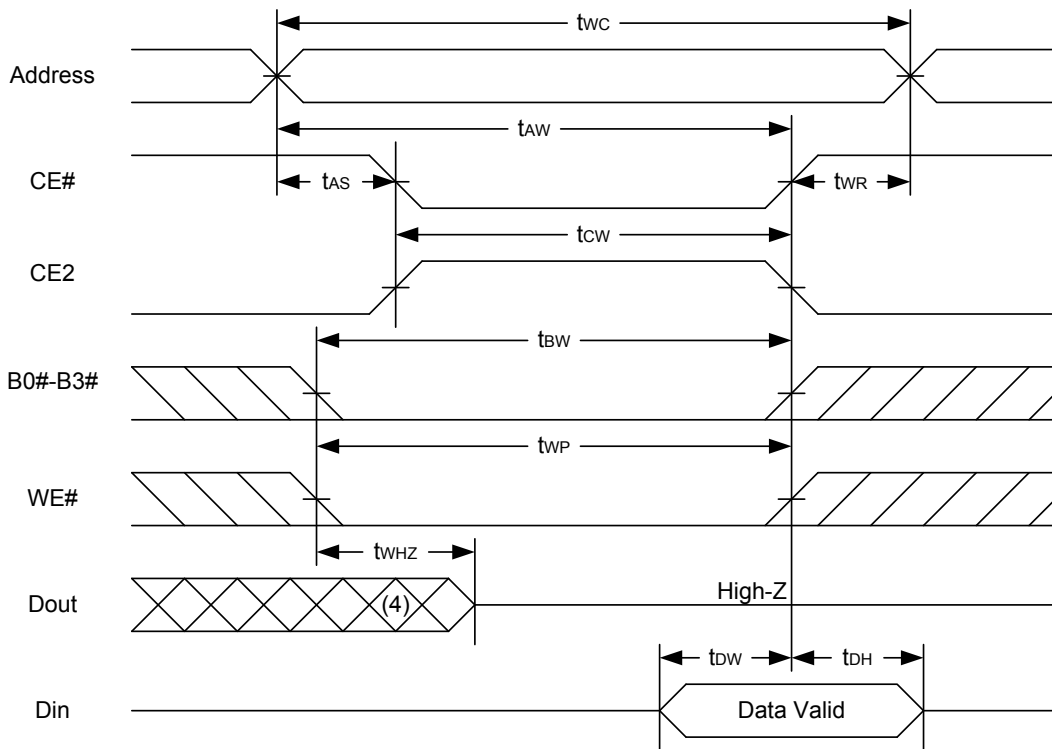 tWC
Address
tAW
CE#
tAS
tWR
tCW
CE2
tBW
B0#-B3#
tWP
WE#
tWHZ
Dout
(4)
High-Z
tDW
tDH
Din
Data Valid